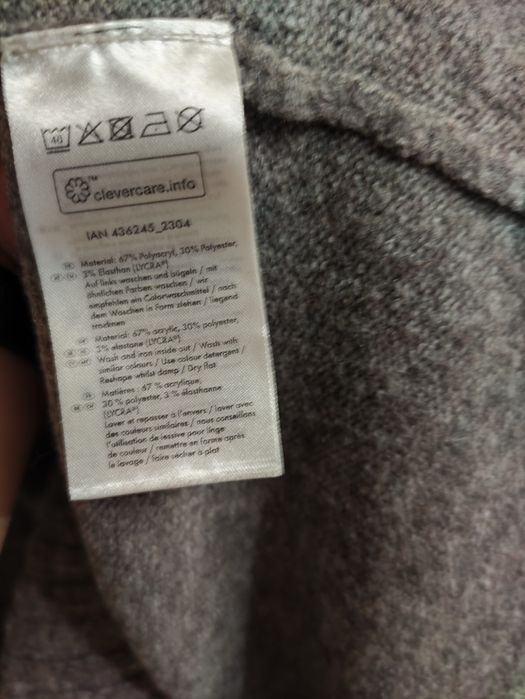 40
clevercare.info™
IAN 436245_2304
Material: 67% Polyacryl, 30% Polyester,
3% Elasthan (LYCRA®)
Auf links waschen und bügeln / mit
ähnlichen Farben waschen / wir
empfehlen ein Colorwaschmittel / nach
dem Waschen in Form ziehen / liegend
trocknen
Material: 67% acrylic, 30% polyester,
3% elastane (LYCRA®)
Wash and iron inside out / Wash with
similar colours / Use colour detergent /
Reshape whilst damp / Dry flat
Matières : 67 % acrylique,
30 % polyester, 3 % élasthanne
(LYCRA®)
Laver et repasser à l'envers / laver avec
des couleurs similaires / nous conseillons
l'utilisation de lessive pour linge
de couleur / remettre en forme après
le lavage / faire sécher à plat